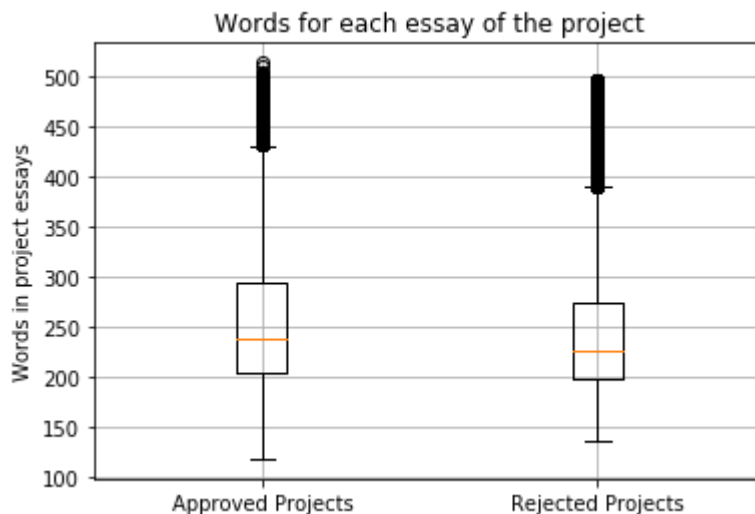 Words for each essay of the project
Words in project essays
500
450
400
350
300
250
200
150
100
Approved Projects
Rejected Projects